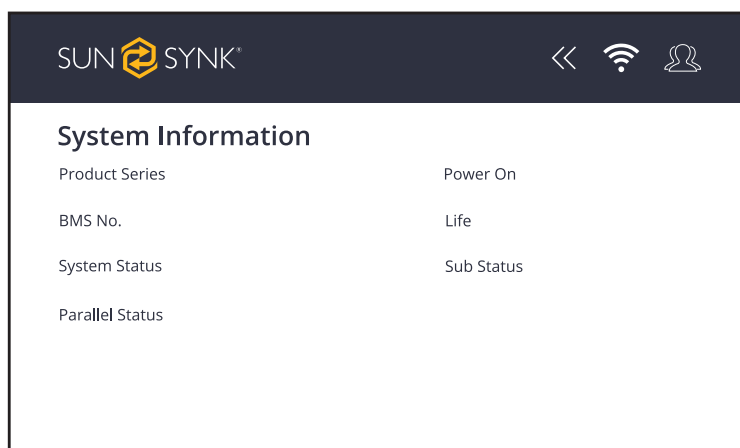 SUN SYNK®
System Information
Product Series
Power On
BMS No.
Life
System Status
Sub Status
Parallel Status